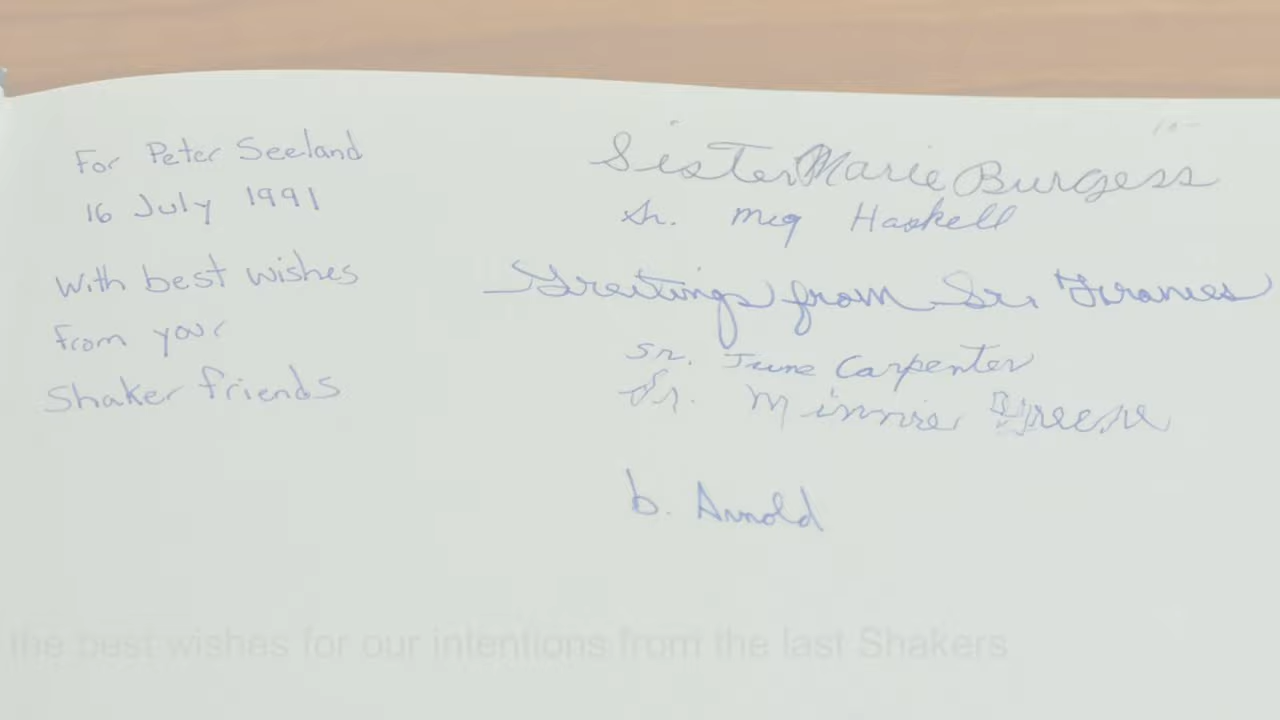 For Peter Seeland
16 July 1991
With best wishes
from your
Shaker friends
Sister Marie Burgess
Sr. Meg Haskell
Greetings from Sr. Frances
Sr. June Carpenter
Sr. Minnie Greene
b. Arnold
the best wishes for our intentions from the last Shakers